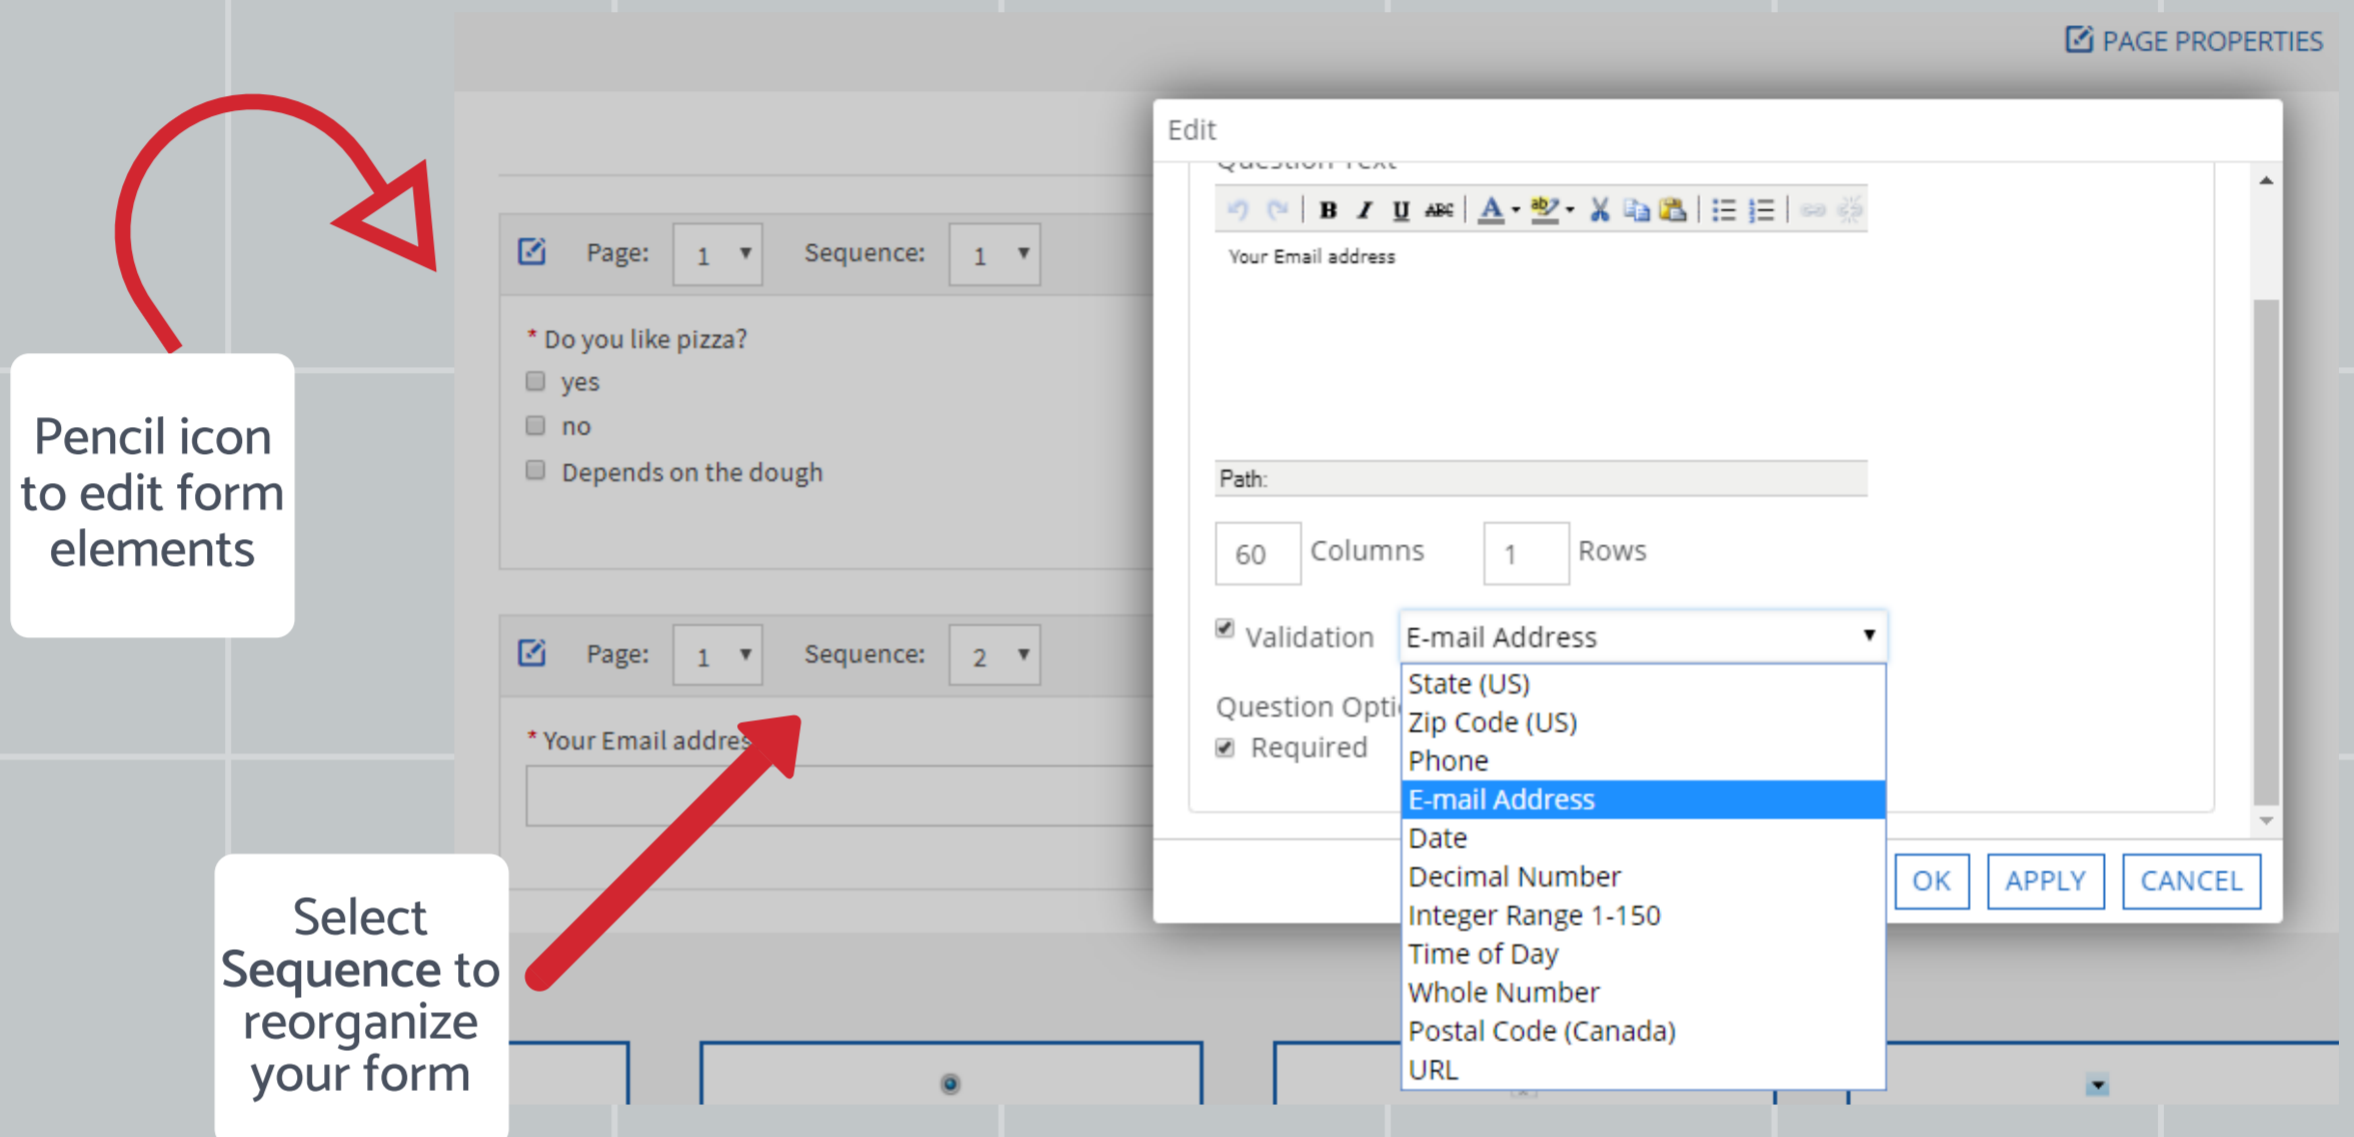 PAGE PROPERTIES
Edit
Question Text
B I U ABC A ab
Your Email address
Path:
60 Columns 1 Rows
Validation E-mail Address
State (US)
Zip Code (US)
Phone
E-mail Address
Date
Decimal Number
Integer Range 1-150
Time of Day
Whole Number
Postal Code (Canada)
URL
Question Opti
Required
OK APPLY CANCEL
Page: 1 Sequence: 1
* Do you like pizza?
yes
no
Depends on the dough
Page: 1 Sequence: 2
* Your Email addres
Pencil icon
to edit form
elements
Select
Sequence to
reorganize
your form